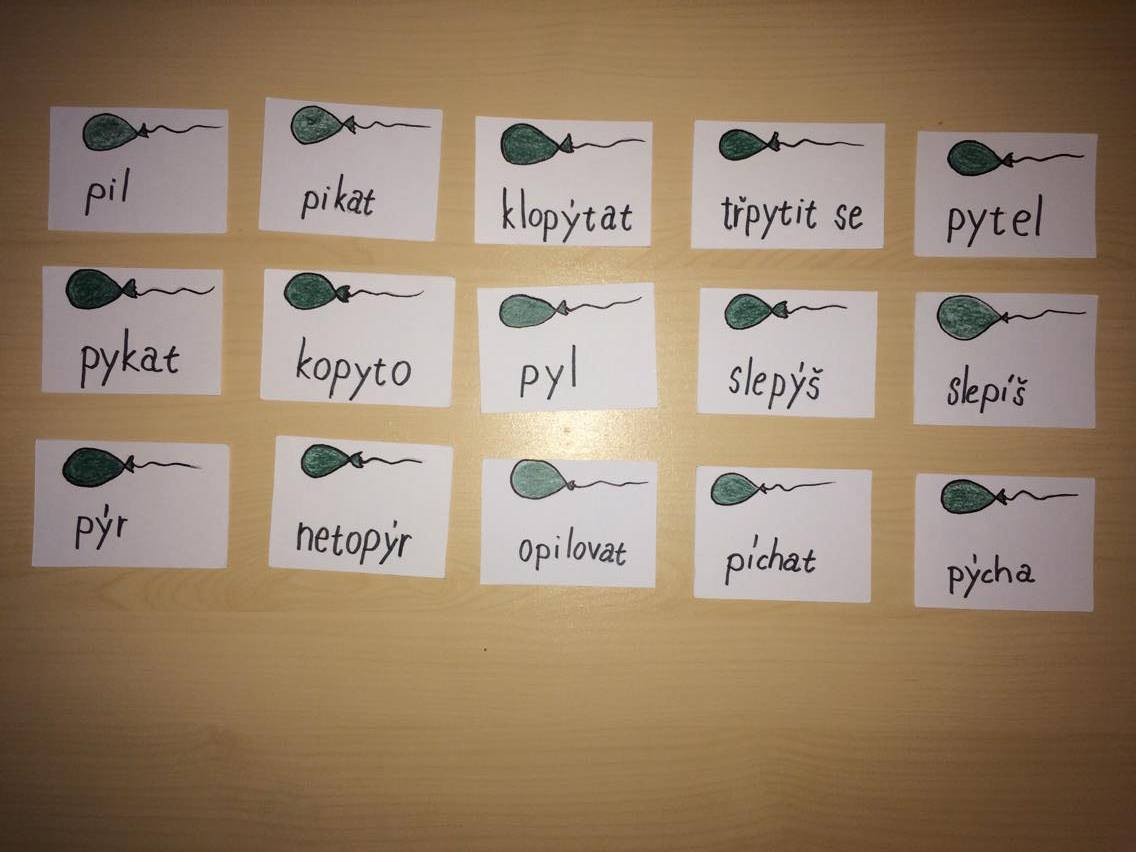 pil
pikat
klopýtat
třpytit se
pytel
pykat
kopyto
pyl
slepýš
slepíš
pýr
netopýr
opilovat
píchat
pýcha